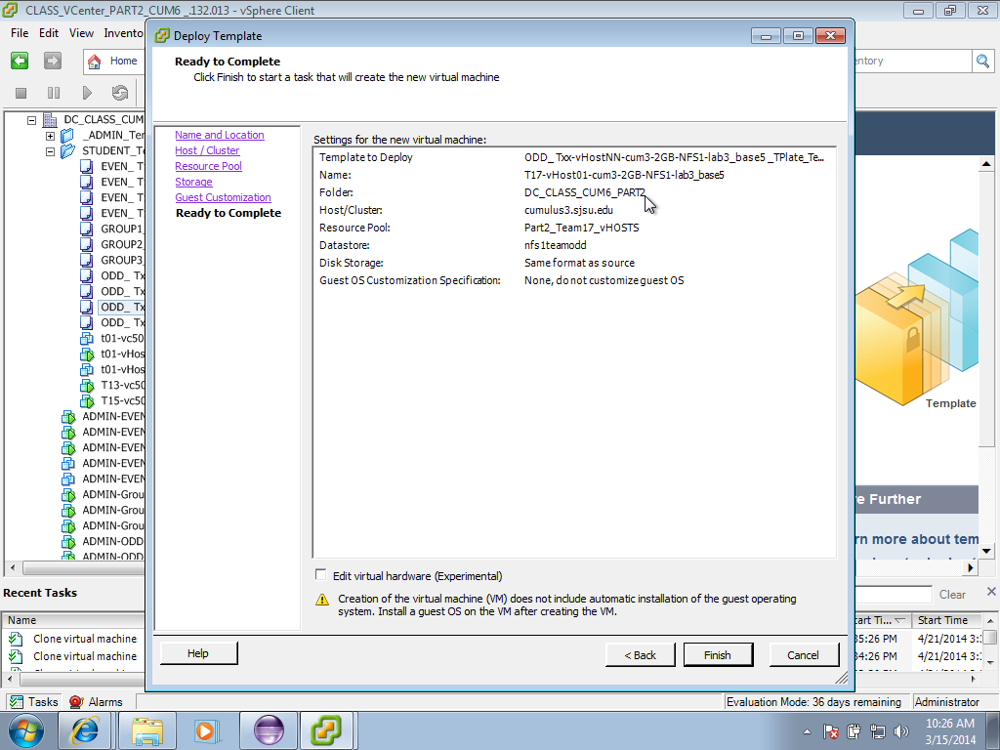 CLASS_VCenter_PART2_CUM6 _.132.013 - vSphere Client
File Edit View Invento
Home
entory
DC_CLASS_CUM
_ADMIN_Ter
STUDENT_Te
EVEN_ T
EVEN_ T
EVEN_ T
EVEN_ T
GROUP1_
GROUP2_
GROUP3_
ODD_ Tx
ODD_ Tx
ODD_ Tx
ODD_ Tx
t01-vc50
t01-vHos
t01-vHos
T13-vc50
T15-vc50
ADMIN-EVEN
ADMIN-EVEN
ADMIN-EVEN
ADMIN-EVEN
ADMIN-EVEN
ADMIN-Grou
ADMIN-Grou
ADMIN-Grou
ADMIN-ODD
ADMIN-ODD
Deploy Template
Ready to Complete
Click Finish to start a task that will create the new virtual machine
Name and Location
Host / Cluster
Resource Pool
Storage
Guest Customization
Ready to Complete
Settings for the new virtual machine:
Template to Deploy ODD_ Txx-vHostNN-cum3-2GB-NFS1-lab3_base5 _TPlate_Te...
Name: T17-vHost01-cum3-2GB-NFS1-lab3_base5
Folder: DC_CLASS_CUM6_PART2
Host/Cluster: cumulus3.sjsu.edu
Resource Pool: Part2_Team17_vHOSTS
Datastore: nfs1teamodd
Disk Storage: Same format as source
Guest OS Customization Specification: None, do not customize guest OS
Edit virtual hardware (Experimental)
Creation of the virtual machine (VM) does not include automatic installation of the guest operating
system. Install a guest OS on the VM after creating the VM.
Help < Back Finish Cancel
Template
re Further
rn more about tem
Recent Tasks
Clear
Name
Clone virtual machine
Clone virtual machine
tart Ti... Start Time
35:26 PM 4/21/2014 3:
34:26 PM 4/21/2014 3:
Tasks Alarms
Evaluation Mode: 36 days remaining Administrator
10:26 AM
3/15/2014